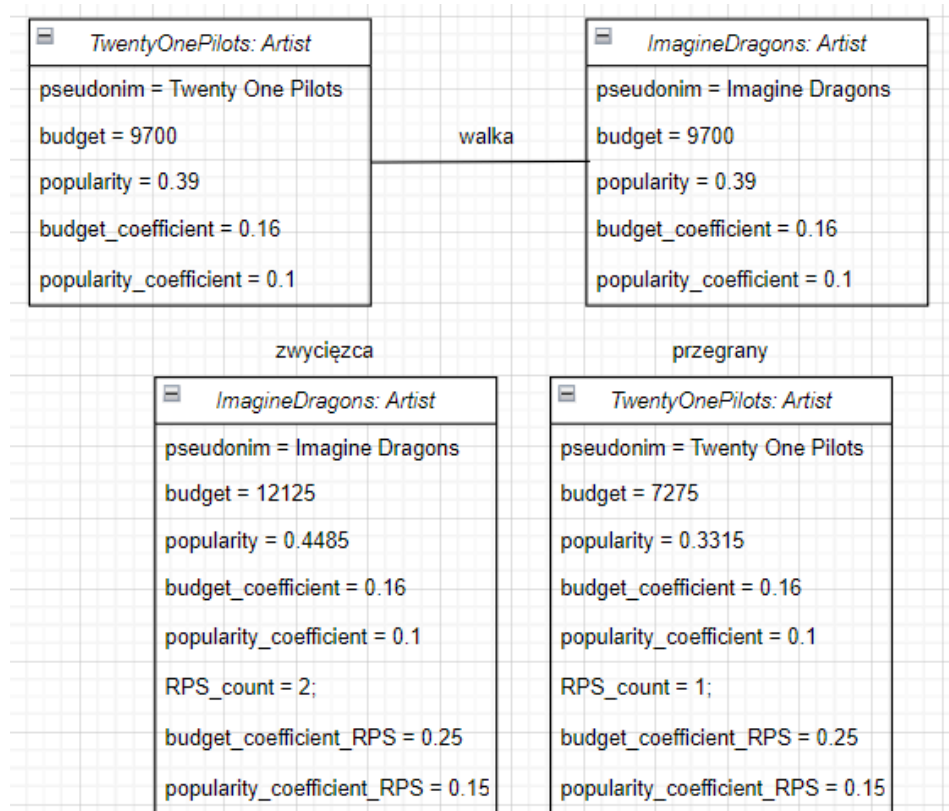 TwentyOnePilots: Artist
pseudonim = Twenty One Pilots
budget = 9700
popularity = 0.39
budget_coefficient = 0.16
popularity_coefficient = 0.1
walka
ImagineDragons: Artist
pseudonim = Imagine Dragons
budget = 9700
popularity = 0.39
budget_coefficient = 0.16
popularity_coefficient = 0.1
zwycięzca
ImagineDragons: Artist
pseudonim = Imagine Dragons
budget = 12125
popularity = 0.4485
budget_coefficient = 0.16
popularity_coefficient = 0.1
RPS_count = 2;
budget_coefficient_RPS = 0.25
popularity_coefficient_RPS = 0.15
przegrany
TwentyOnePilots: Artist
pseudonim = Twenty One Pilots
budget = 7275
popularity = 0.3315
budget_coefficient = 0.16
popularity_coefficient = 0.1
RPS_count = 1;
budget_coefficient_RPS = 0.25
popularity_coefficient_RPS = 0.15